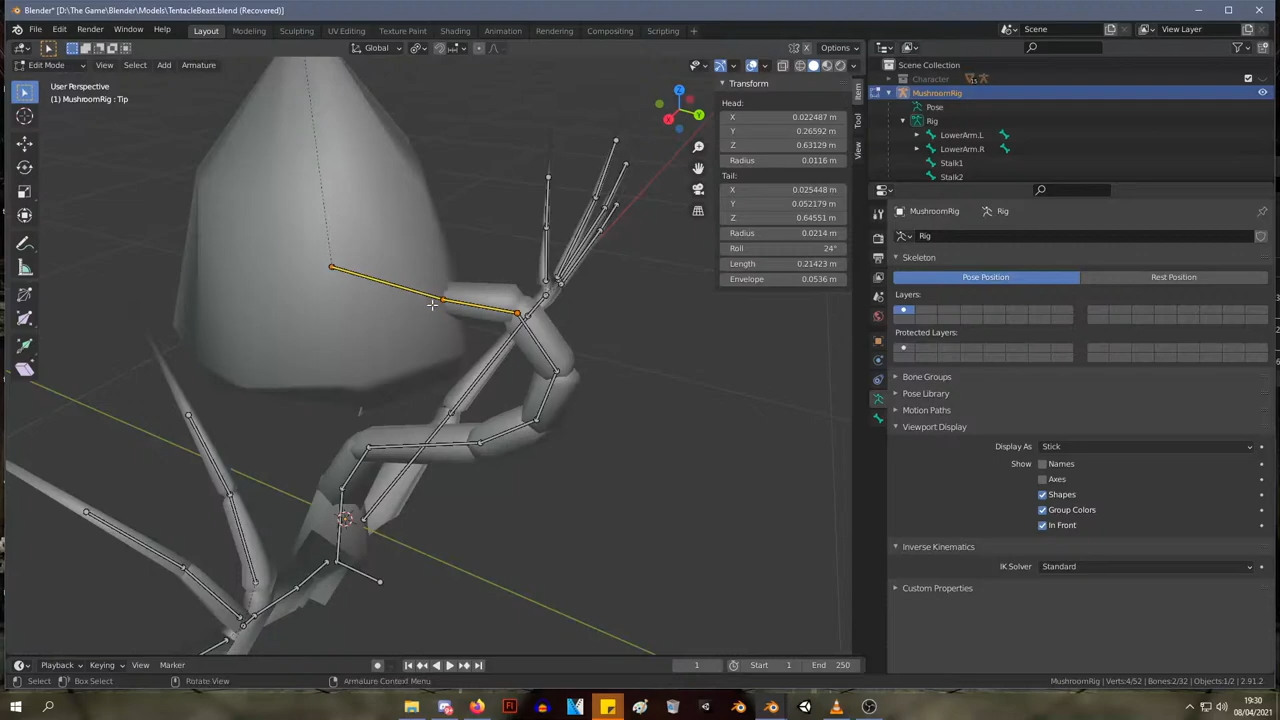 Blender* [D:\The Game\Blender\Models\TentacleBeast.blend (Recovered)]
File Edit Render Window Help Layout Modeling Sculpting UV Editing Texture Paint Shading Animation Rendering Compositing Scripting + Scene View Layer
Global Options
Edit Mode View Select Add Armature
Scene Collection
Character 15
MushroomRig
Pose
Rig
LowerArm.L
LowerArm.R
Stalk1
Stalk2
User Perspective
(1) MushroomRig : Tip
Z
Y
X
Transform
Head:
X 0.022487 m
Y 0.26592 m
Z 0.63129 m
Radius 0.0116 m
Tail:
X 0.025448 m
Y 0.052179 m
Z 0.64551 m
Radius 0.0214 m
Roll 24°
Length 0.21423 m
Envelope 0.0536 m
Item
Tool
View
MushroomRig Rig
Rig
Skeleton
Pose Position Rest Position
Layers:
Protected Layers:
Bone Groups
Pose Library
Motion Paths
Viewport Display
Display As Stick
Show Names
Axes
Shapes
Group Colors
In Front
Inverse Kinematics
IK Solver Standard
Custom Properties
Playback Keying View Marker 1 Start 1 End 250
Select Box Select Rotate View Armature Context Menu MushroomRig | Verts:4/52 | Bones:2/32 | Objects:1/2 | 2.91.2
Fl
19:30
08/04/2021